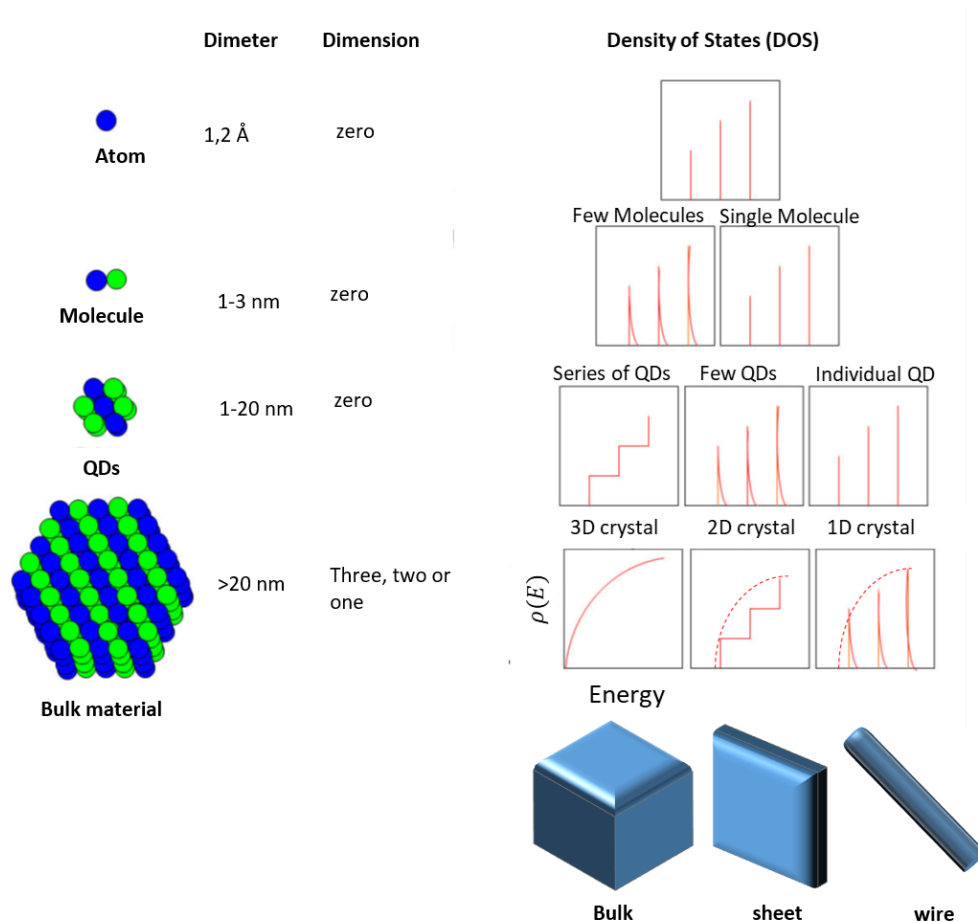 Dimeter Dimension Density of States (DOS)
Atom 1,2 Å zero
Few Molecules Single Molecule
Molecule 1-3 nm zero
Series of QDs Few QDs Individual QD
QDs 1-20 nm zero
3D crystal 2D crystal 1D crystal
>20 nm Three, two or
one
ρ(E)
Energy
Bulk material
Bulk sheet wire